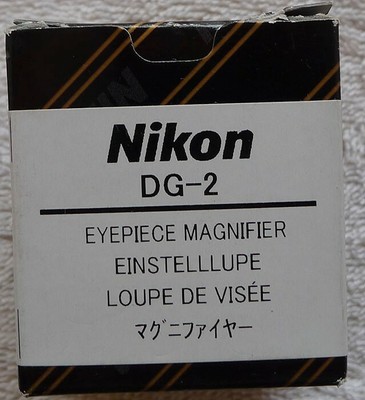 Nikon
DG-2
EYEPIECE MAGNIFIER
EINSTELLLUPE
LOUPE DE VISÉE
マグニファイヤー